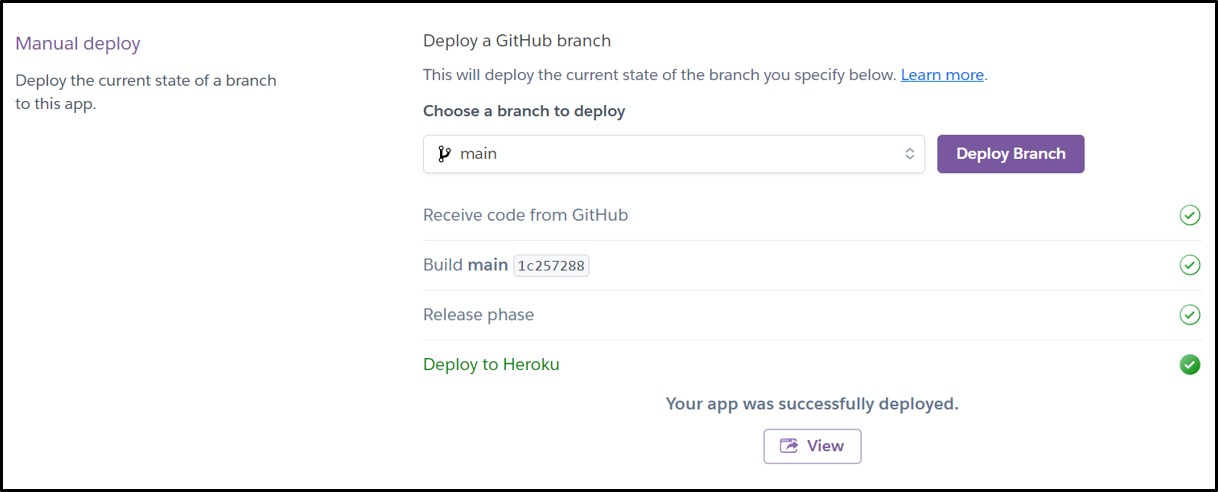 Manual deploy
Deploy the current state of a branch
to this app.
Deploy a GitHub branch
This will deploy the current state of the branch you specify below. Learn more.
Choose a branch to deploy
main
Deploy Branch
Receive code from GitHub
Build main 1c257288
Release phase
Deploy to Heroku
Your app was successfully deployed.
View